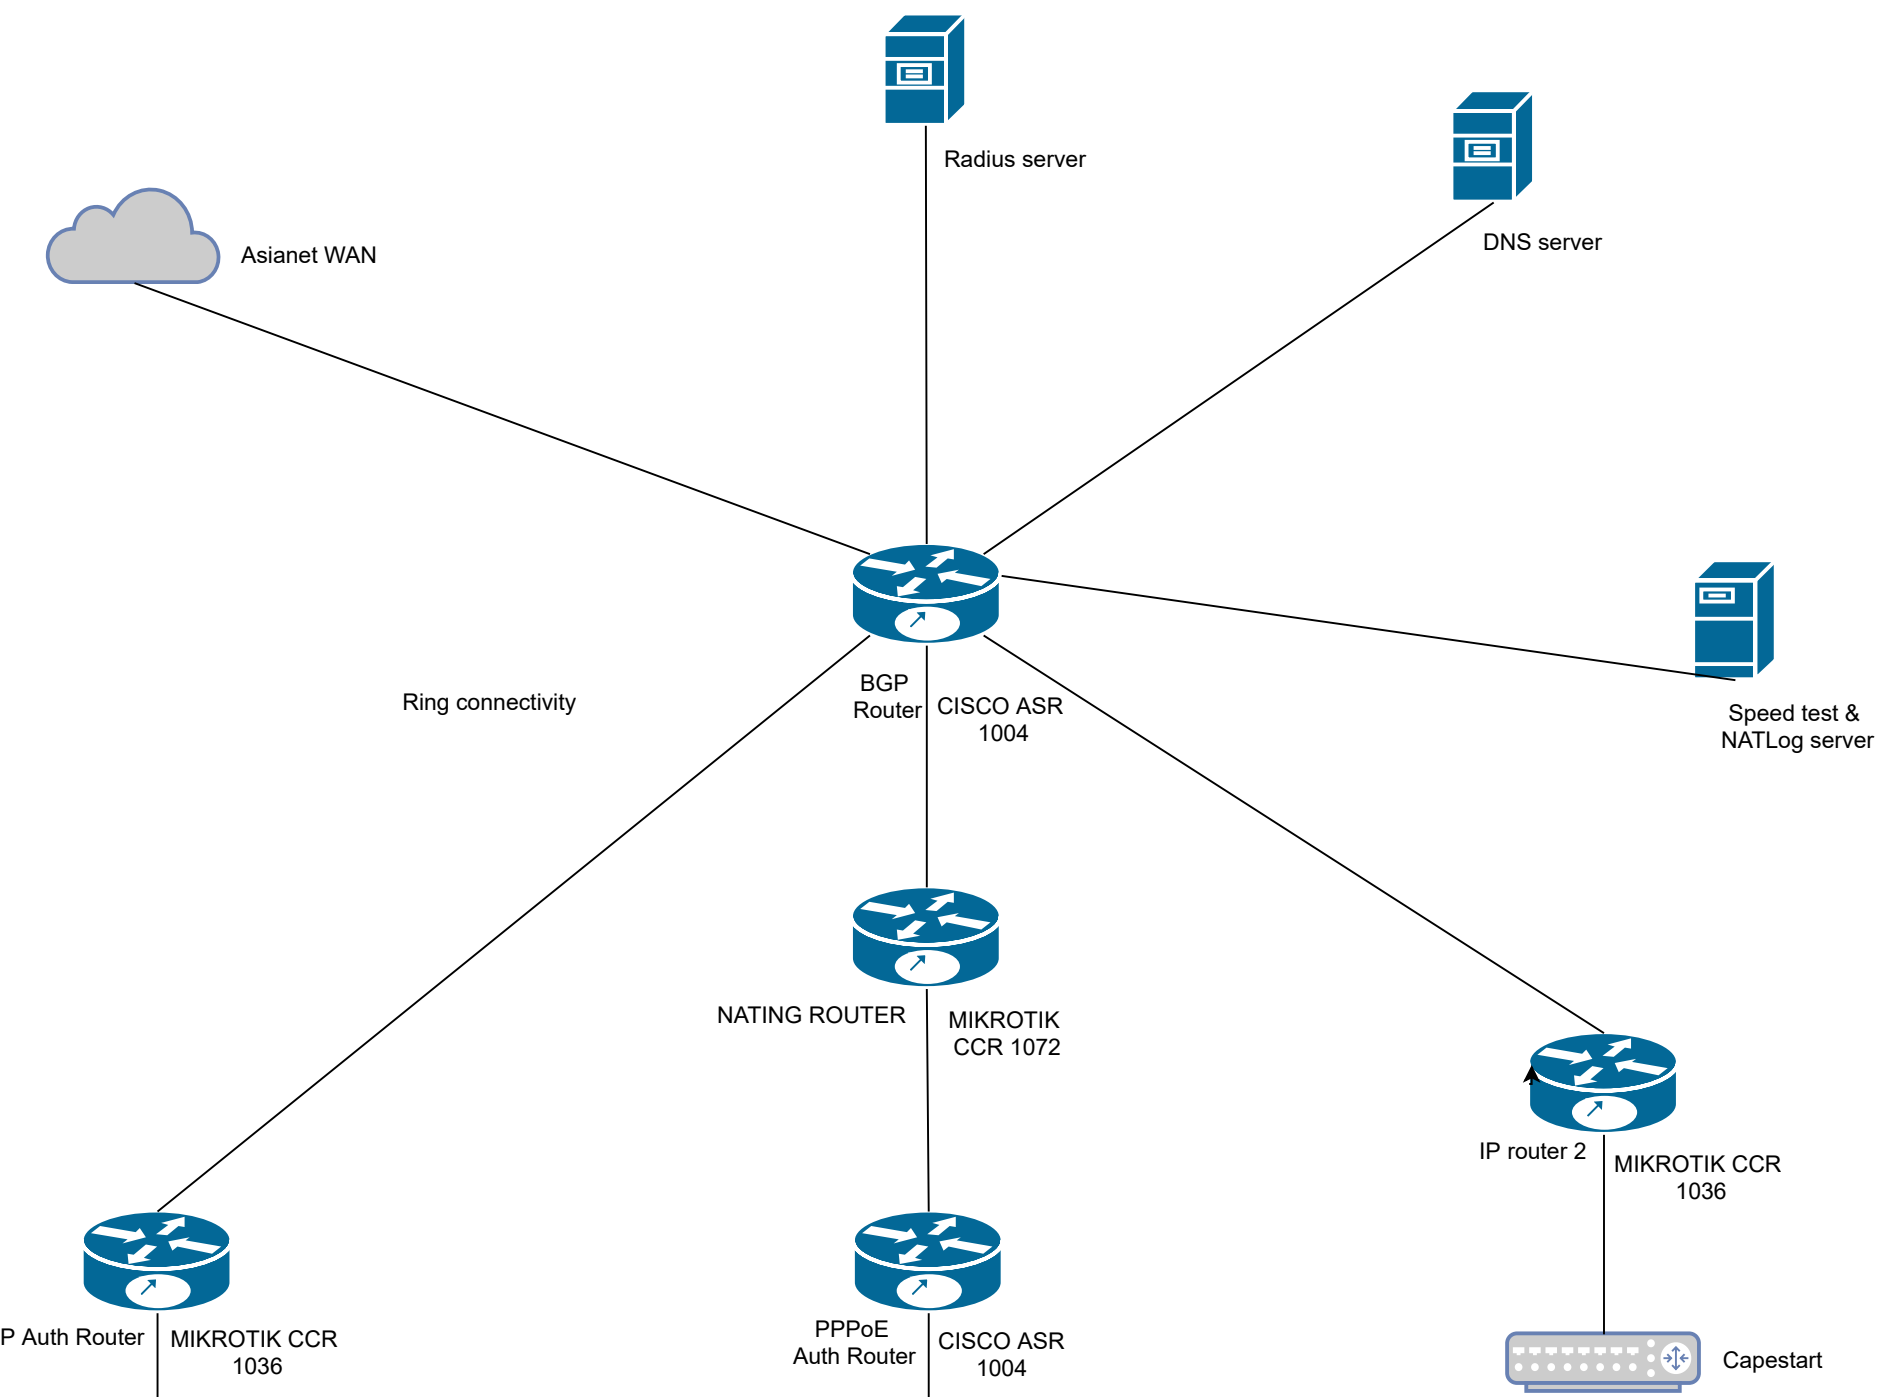 Radius server
DNS server
Asianet WAN
Ring connectivity
BGP
Router
CISCO ASR
1004
Speed test &
NATLog server
NATING ROUTER
MIKROTIK
CCR 1072
IP router 2
MIKROTIK CCR
1036
P Auth Router
MIKROTIK CCR
1036
PPPoE
Auth Router
CISCO ASR
1004
Capestart